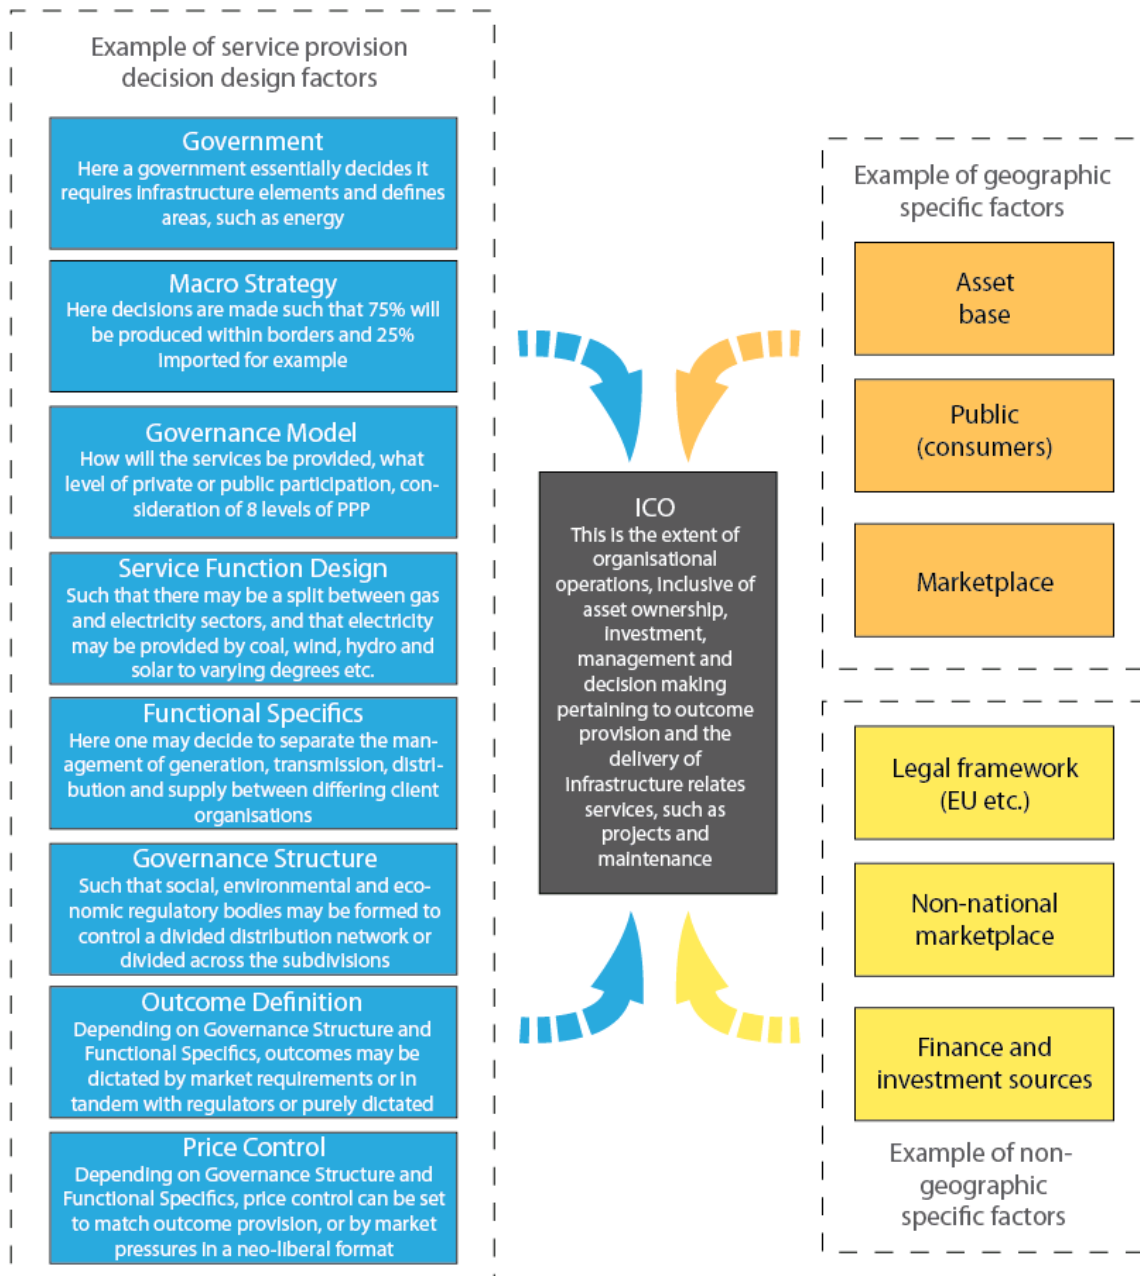 Example of service provision
decision design factors
Government
Here a government essentially decides it
requires infrastructure elements and defines
areas, such as energy
Macro Strategy
Here decisions are made such that 75% will
be produced within borders and 25%
Imported for example
Governance Model
How will the services be provided, what
level of private or public participation, con-
sideration of 8 levels of PPP
Service Function Design
Such that there may be a split between gas
and electricity sectors, and that electricity
may be provided by coal, wind, hydro and
solar to varying degrees etc.
Functional Specifics
Here one may decide to separate the man-
agement of generation, transmission, distri-
bution and supply between differing client
organisations
Governance Structure
Such that social, environmental and eco-
nomic regulatory bodies may be formed to
control a divided distribution network or
divided across the subdivisions
Outcome Definition
Depending on Governance Structure and
Functional Specifics, outcomes may be
dictated by market requirements or in
tandem with regulators or purely dictated
Price Control
Depending on Governance Structure and
Functional Specifics, price control can be set
to match outcome provision, or by market
pressures in a neo-liberal format
ICO
This is the extent of
organisational
operations, inclusive of
asset ownership,
Investment,
management and
decision making
pertaining to outcome
provision and the
delivery of
infrastructure relates
services, such as
projects and
maintenance
Example of geographic
specific factors
Asset
base
Public
(consumers)
Marketplace
Legal framework
(EU etc.)
Non-national
marketplace
Finance and
investment sources
Example of non-
geographic
specific factors